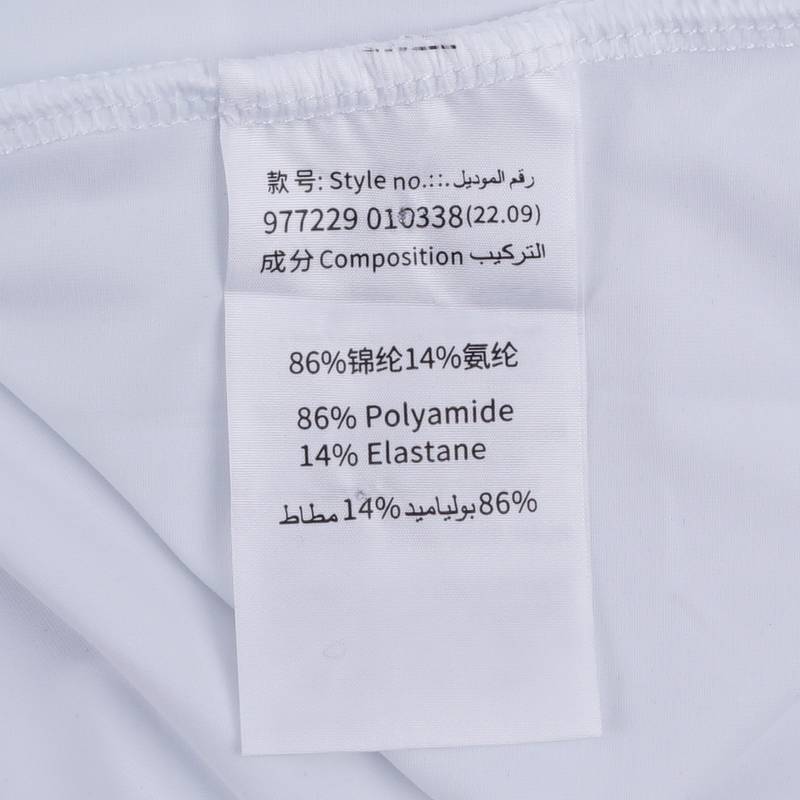 款号: Style no.::.رقم الموديل
977229 010338(22.09)
成分 Composition التركيب
86%锦纶14%氨纶
86% Polyamide
14% Elastane
86%بولياميد14% مطاط